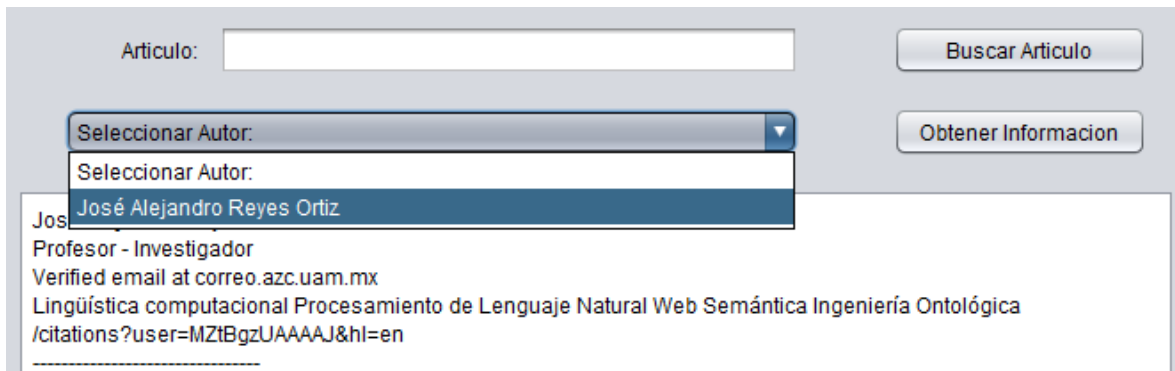 Articulo:
Buscar Articulo
Seleccionar Autor:
Obtener Informacion
Seleccionar Autor:
José Alejandro Reyes Ortiz
Profesor - Investigador
Verified email at correo.azc.uam.mx
Lingüística computacional Procesamiento de Lenguaje Natural Web Semántica Ingeniería Ontológica
/citations?user=MZtBgzUAAAAJ&hl=en
--------------------------------